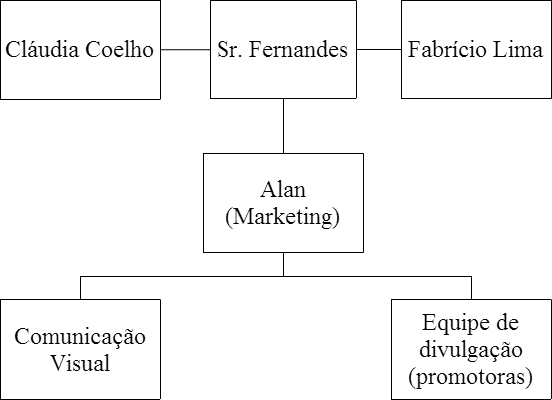 Cláudia Coelho
Sr. Fernandes
Fabrício Lima
Alan
(Marketing)
Comunicação
Visual
Equipe de
divulgação
(promotoras)